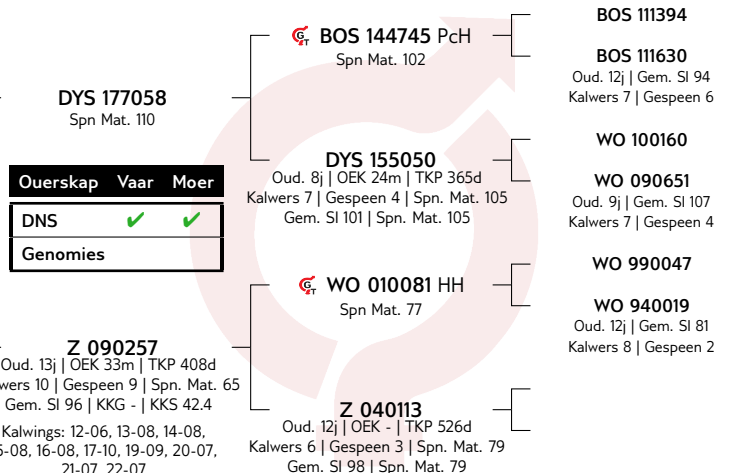 BOS 111394
BOS 144745 PcH
Spn Mat. 102
BOS 111630
Oud. 12j | Gem. SI 94
Kalwers 7 | Gespeen 6
DYS 177058
Spn Mat. 110
WO 100160
DYS 155050
Oud. 8j | OEK 24m | TKP 365d
Kalwers 7 | Gespeen 4 | Spn. Mat. 105
Gem. SI 101 | Spn. Mat. 105
WO 090651
Oud. 9j | Gem. SI 107
Kalwers 7 | Gespeen 4
Ouerskap Vaar Moer
DNS ✔ ✔
Genomies
WO 990047
WO 010081 HH
Spn Mat. 77
WO 940019
Oud. 12j | Gem. SI 81
Kalwers 8 | Gespeen 2
Z 090257
Oud. 13j | OEK 33m | TKP 408d
wers 10 | Gespeen 9 | Spn. Mat. 65
Gem. SI 96 | KKG - | KKS 42.4
Kalwings: 12-06, 13-08, 14-08,
5-08, 16-08, 17-10, 19-09, 20-07,
21-07, 22-07
Z 040113
Oud. 12j | OEK - | TKP 526d
Kalwers 6 | Gespeen 3 | Spn. Mat. 79
Gem. SI 98 | Spn. Mat. 79